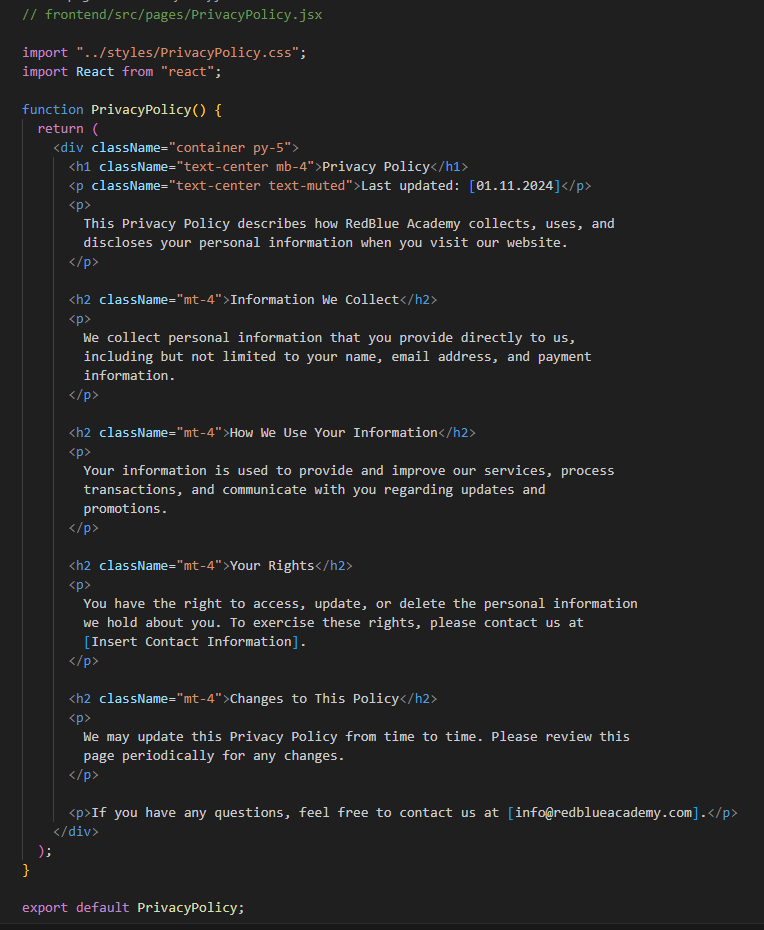 // frontend/src/pages/PrivacyPolicy.jsx
import "../styles/PrivacyPolicy.css";
import React from "react";
function PrivacyPolicy() {
return (
<div className="container py-5">
<h1 className="text-center mb-4">Privacy Policy</h1>
<p className="text-center text-muted">Last updated: [01.11.2024]</p>
<p>
This Privacy Policy describes how RedBlue Academy collects, uses, and
discloses your personal information when you visit our website.
</p>
<h2 className="mt-4">Information We Collect</h2>
<p>
We collect personal information that you provide directly to us,
including but not limited to your name, email address, and payment
information.
</p>
<h2 className="mt-4">How We Use Your Information</h2>
<p>
Your information is used to provide and improve our services, process
transactions, and communicate with you regarding updates and
promotions.
</p>
<h2 className="mt-4">Your Rights</h2>
<p>
You have the right to access, update, or delete the personal information
we hold about you. To exercise these rights, please contact us at
[Insert Contact Information].
</p>
<h2 className="mt-4">Changes to This Policy</h2>
<p>
We may update this Privacy Policy from time to time. Please review this
page periodically for any changes.
</p>
<p>If you have any questions, feel free to contact us at [info@redblueacademy.com].</p>
</div>
);
}
export default PrivacyPolicy;